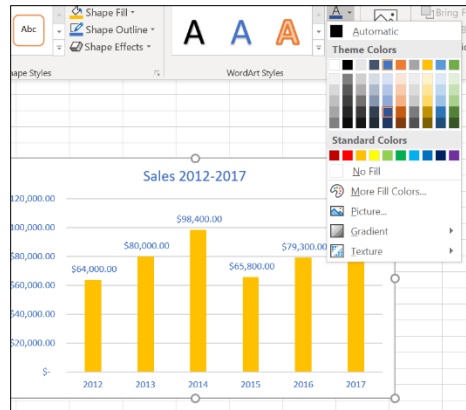 Abc
Shape Fill
Shape Outline
Shape Effects
A A A
A
Bring F
hape Styles
WordArt Styles
Automatic
Theme Colors
Standard Colors
No Fill
More Fill Colors...
Picture...
Gradient
Texture
Sales 2012-2017
120,000.00
$100,000.00
$80,000.00
$60,000.00
$40,000.00
$20,000.00
$-
$64,000.00
$80,000.00
$98,400.00
$65,800.00
$79,300.00
2012 2013 2014 2015 2016 2017